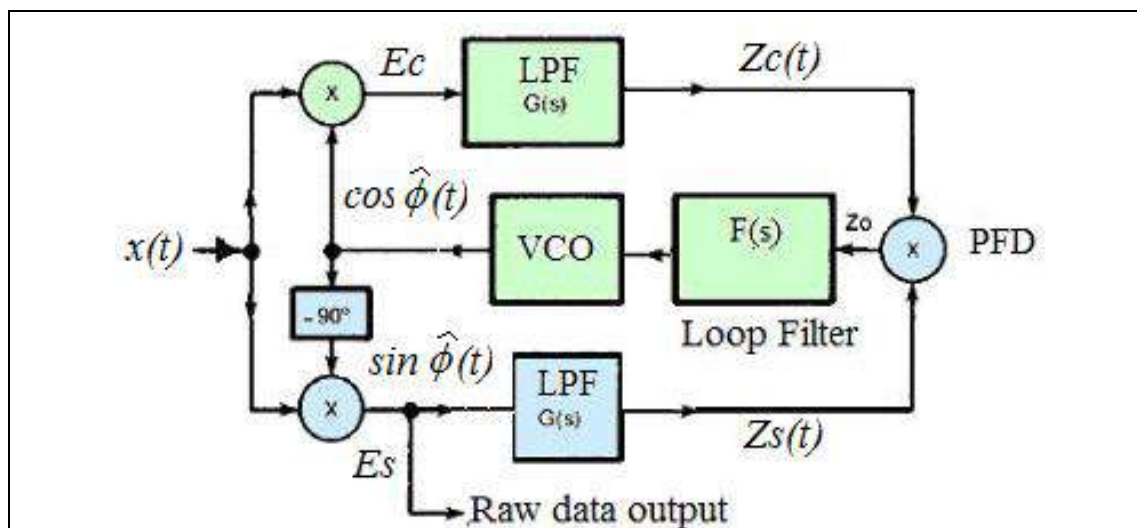 Ec
LPF
G(s)
Zc(t)
x
cos φ̂(t)
x(t)
VCO
F(s)
Zo
x
PFD
- 90°
Loop Filter
sin φ̂(t)
x
LPF
G(s)
Es
Zs(t)
Raw data output